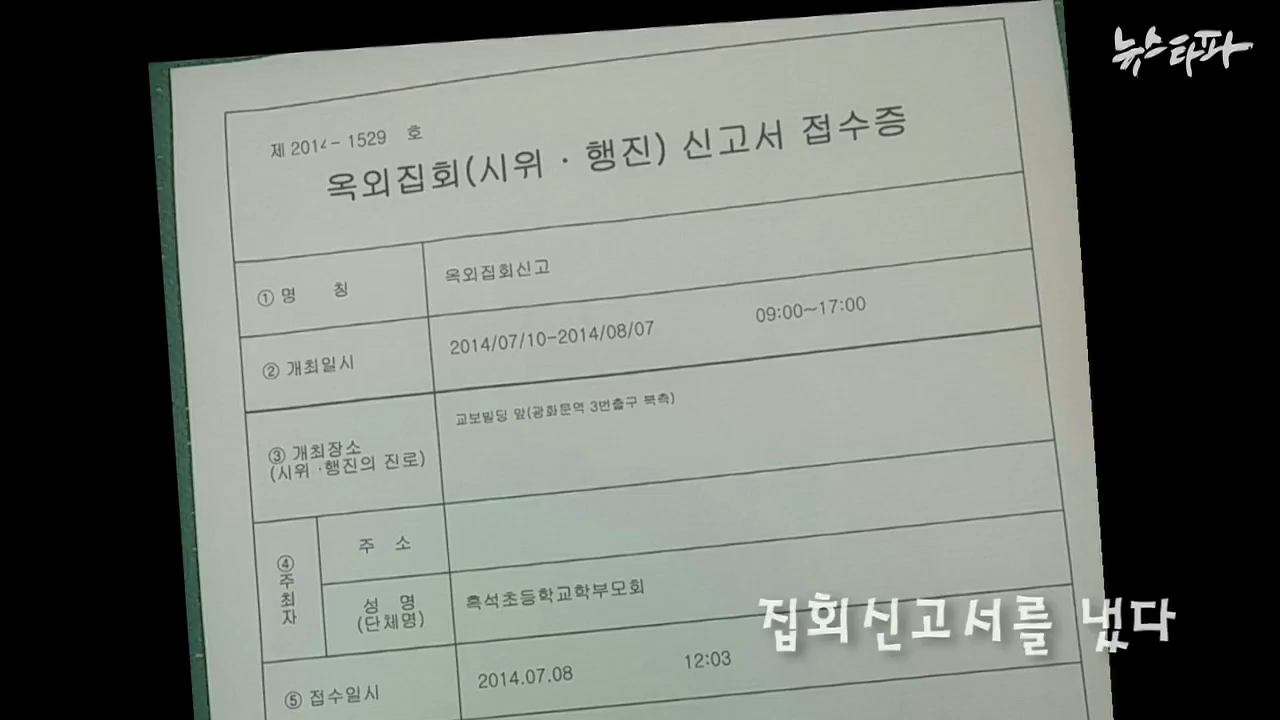 뉴스타파
제 2014- 1529 호
옥외집회(시위 · 행진) 신고서 접수증
① 명 칭
옥외집회신고
② 개최일시
2014/07/10-2014/08/07 09:00~17:00
③ 개최장소
(시위 ·행진의 진로)
교보빌딩 앞(광화문역 3번출구 북측)
④
주
최
자
주 소
성 명
(단체명)
흑석초등학교학부모회
⑤ 접수일시
2014.07.08 12:03
집회신고서를 냈다